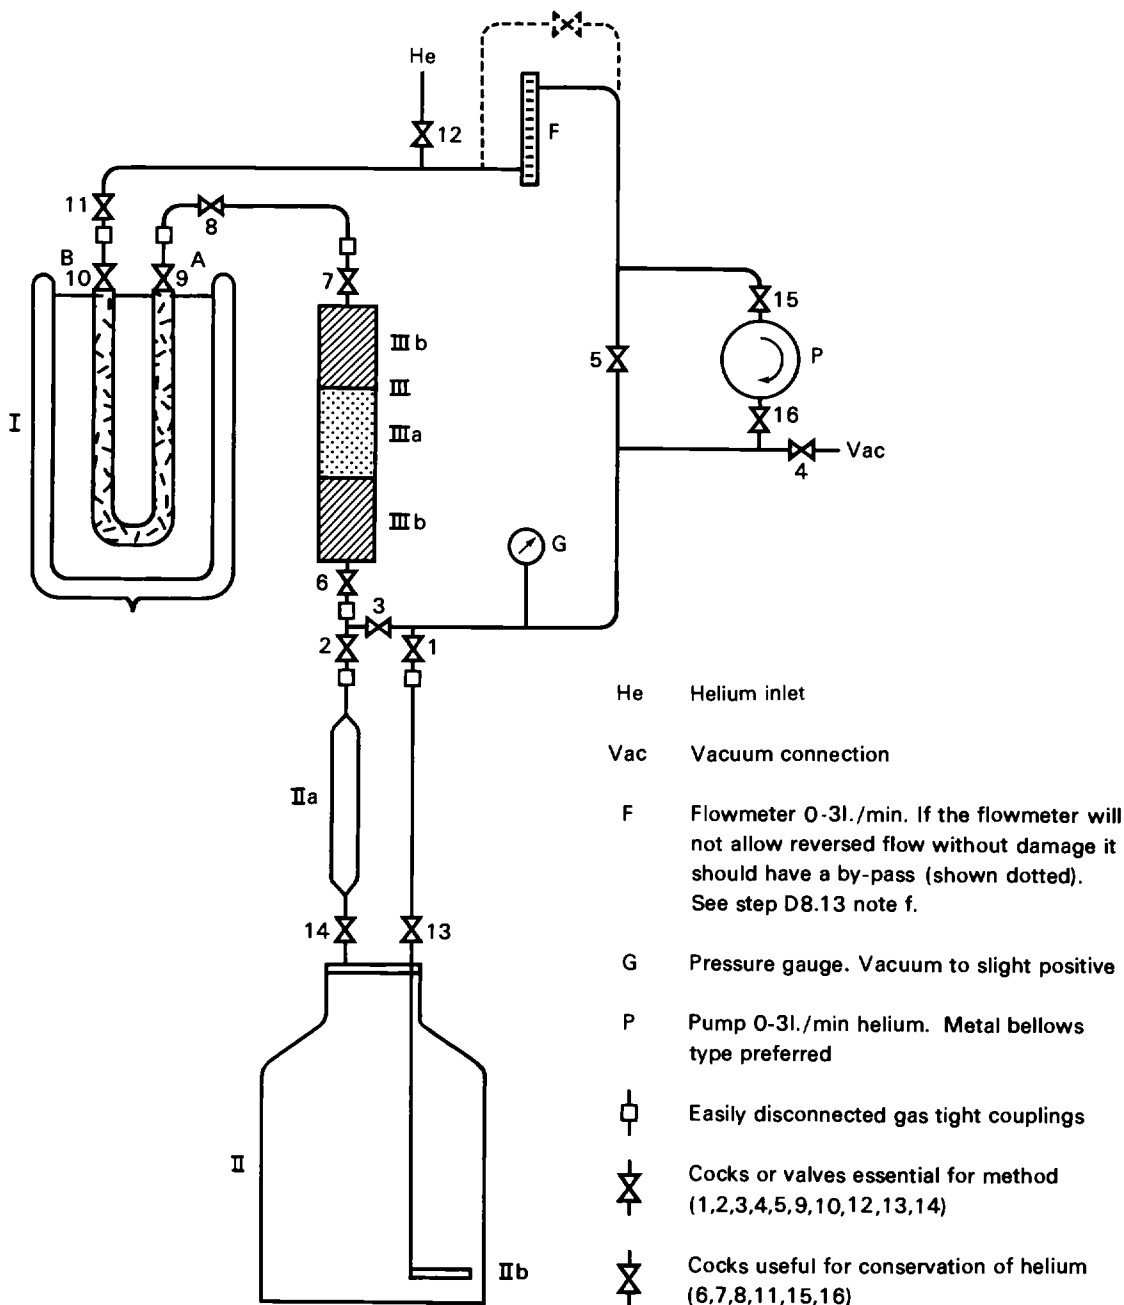 He
12
F
11
8
B
10
9
A
7
15
III b
5
P
III
I
III a
16
4
Vac
III b
G
6
3
2
1
He Helium inlet
Vac Vacuum connection
IIa
F Flowmeter 0-3l./min. If the flowmeter will
not allow reversed flow without damage it
should have a by-pass (shown dotted).
See step D8.13 note f.
14
13
G Pressure gauge. Vacuum to slight positive
P Pump 0-3l./min helium. Metal bellows
type preferred
Easily disconnected gas tight couplings
II
Cocks or valves essential for method
(1,2,3,4,5,9,10,12,13,14)
IIb
Cocks useful for conservation of helium
(6,7,8,11,15,16)